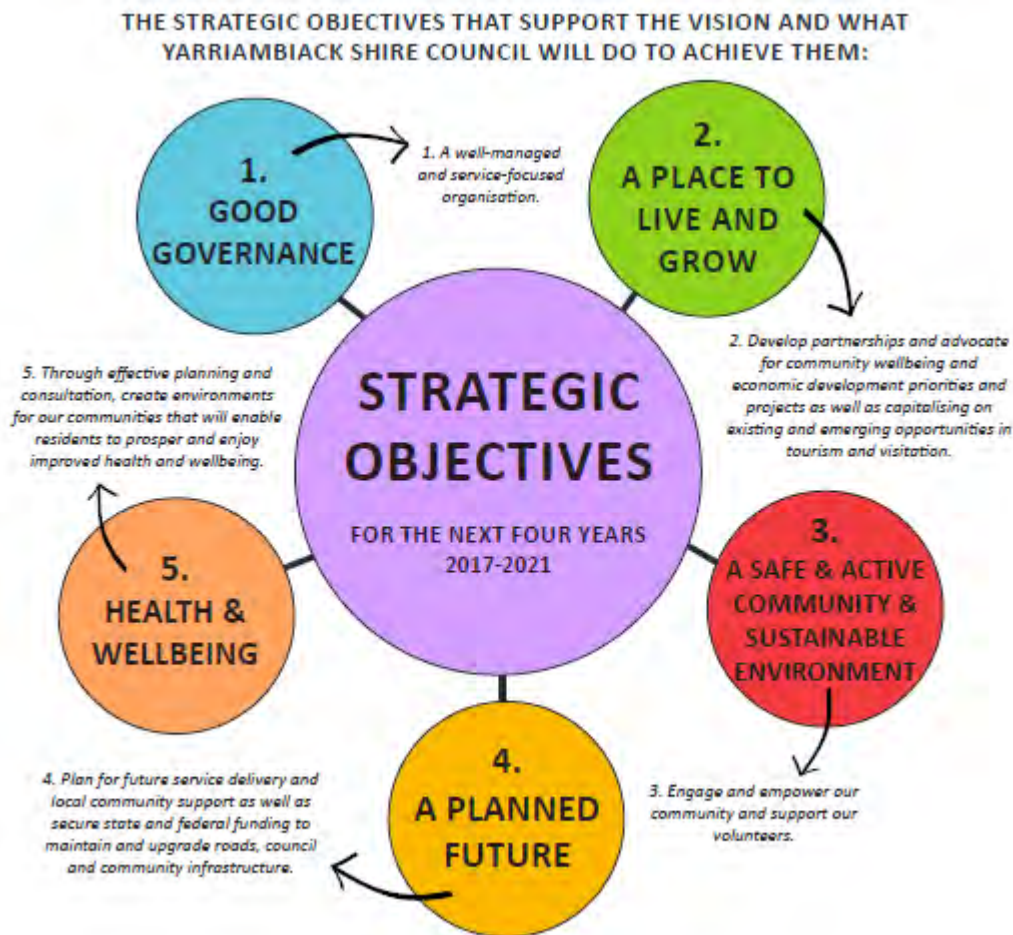 THE STRATEGIC OBJECTIVES THAT SUPPORT THE VISION AND WHAT
YARRIAMBIACK SHIRE COUNCIL WILL DO TO ACHIEVE THEM:
1.
GOOD
GOVERNANCE
1. A well-managed
and service-focused
organisation.
2.
A PLACE TO
LIVE AND
GROW
2. Develop partnerships and advocate
for community wellbeing and
economic development priorities and
projects as well as capitalising on
existing and emerging opportunities in
tourism and visitation.
STRATEGIC
OBJECTIVES
FOR THE NEXT FOUR YEARS
2017-2021
3.
A SAFE & ACTIVE
COMMUNITY &
SUSTAINABLE
ENVIRONMENT
3. Engage and empower our
community and support our
volunteers.
4.
A PLANNED
FUTURE
4. Plan for future service delivery and
local community support as well as
secure state and federal funding to
maintain and upgrade roads, council
and community infrastructure.
5.
HEALTH &
WELLBEING
5. Through effective planning and
consultation, create environments
for our communities that will enable
residents to prosper and enjoy
improved health and wellbeing.